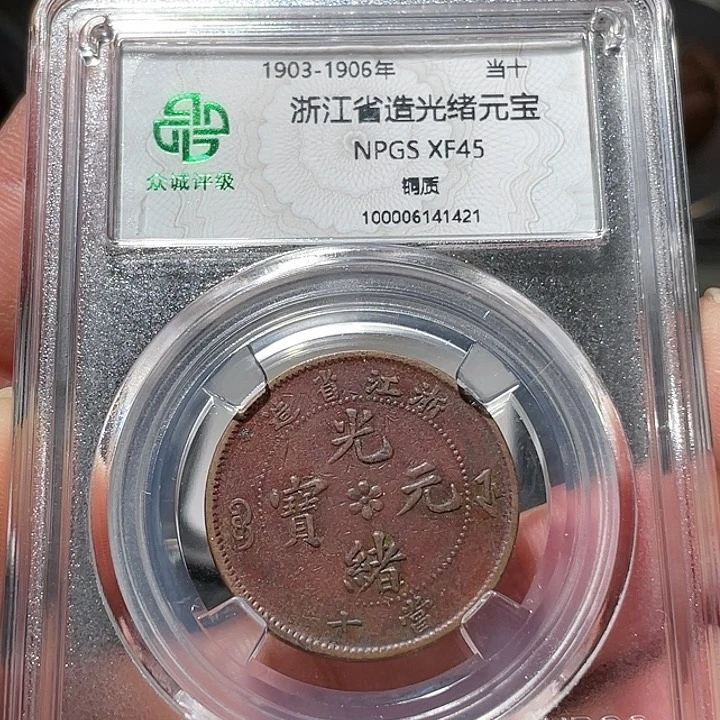 1903-1906年 当十
浙江省造光绪元宝
NPGS XF45
铜质
100006141421
众诚评级
浙江省造
光緒元寶
當十